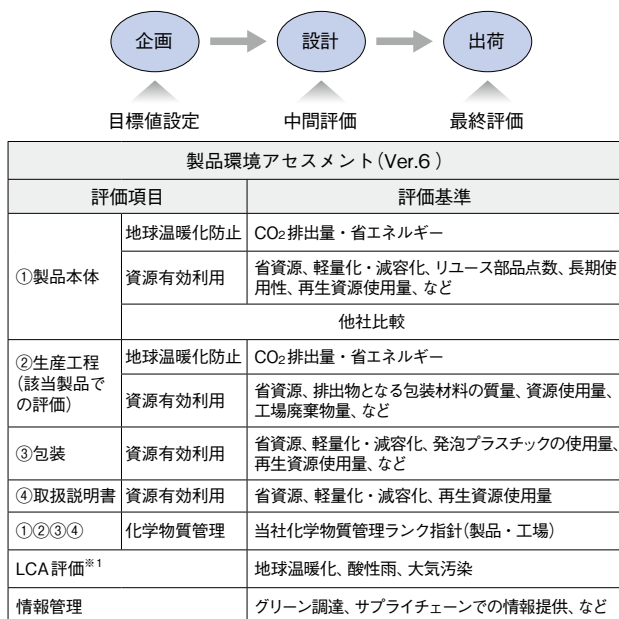 企画
設計
出荷
目標値設定
中間評価
最終評価
製品環境アセスメント(Ver.6)
評価項目
評価基準
①製品本体
地球温暖化防止
CO2排出量・省エネルギー
資源有効利用
省資源、軽量化・減容化、リユース部品点数、長期使
用性、再生資源使用量、など
他社比較
②生産工程
(該当製品で
の評価)
地球温暖化防止
CO2排出量・省エネルギー
資源有効利用
省資源、排出物となる包装材料の質量、資源使用量、
工場廃棄物量、など
③包装
資源有効利用
省資源、軽量化・減容化、発泡プラスチックの使用量、
再生資源使用量、など
④取扱説明書
資源有効利用
省資源、軽量化・減容化、再生資源使用量
①②③④
化学物質管理
当社化学物質管理ランク指針(製品・工場)
LCA評価※1
地球温暖化、酸性雨、大気汚染
情報管理
グリーン調達、サプライチェーンでの情報提供、など